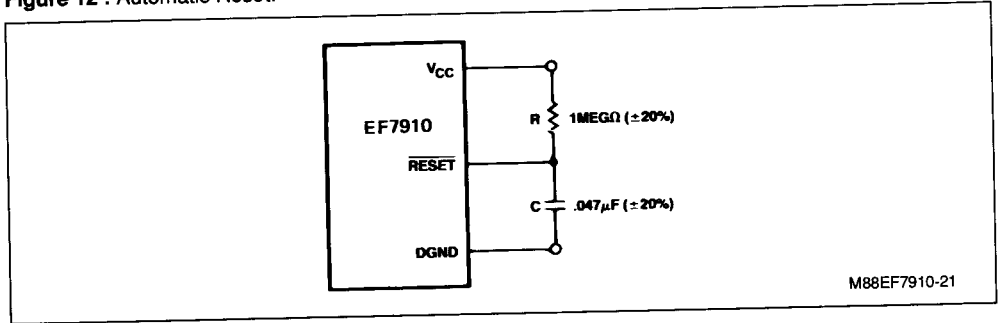 Figure 12 : Automatic Reset.
VCC
EF7910
R 1MEGΩ (±20%)
RESET
C .047μF (±20%)
DGND
M88EF7910-21